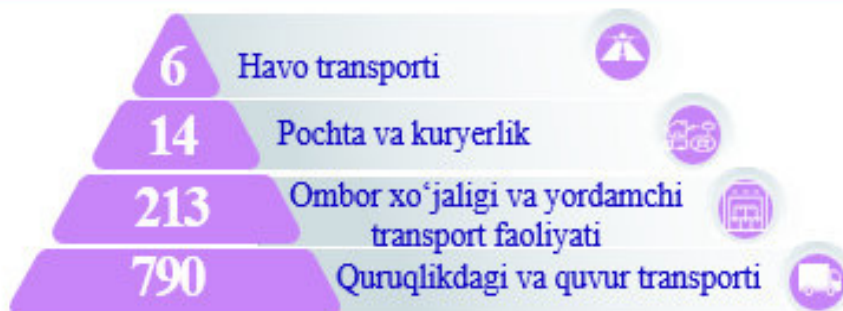 6 Havo transporti
14 Pochta va kuryerlik
213 Ombor xo‘jaligi va yordamchi
transport faoliyati
790 Quruqlikdagi va quvur transporti